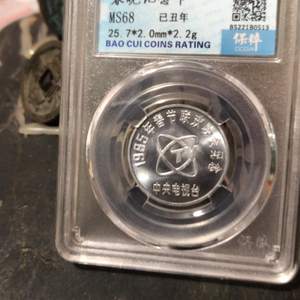 MS68 己丑年
25.7*2.0mm*2.2g
BAO CUI COINS RATING
8522180513
保粹
1985年春节联欢晚会
中央电视台